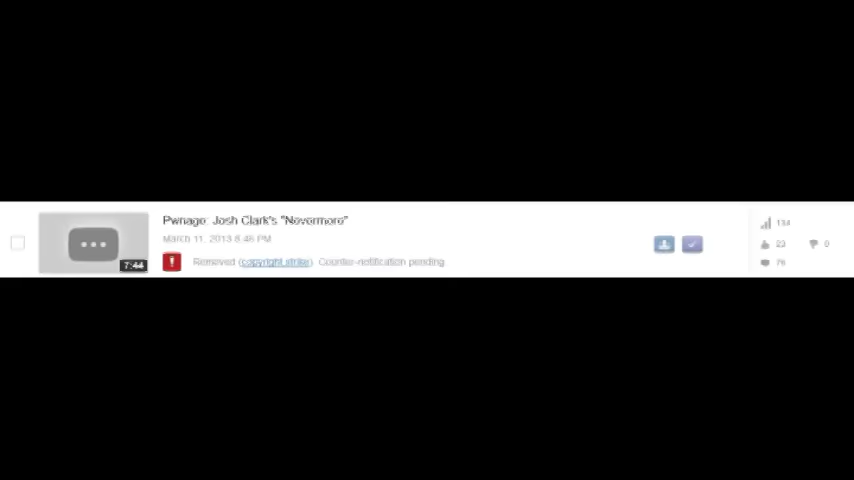 Pwnage: Josh Clark's "Nevermore"
March 11, 2013 8:46 PM
7:44
Removed (copyright strike) Counter-notification pending
134
23 0
76